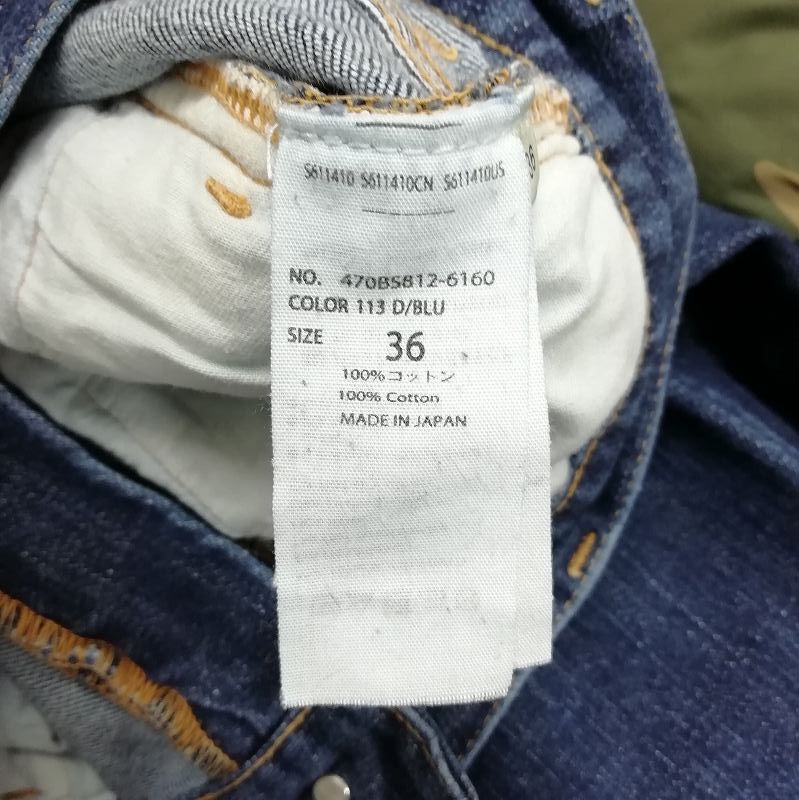 S611410 S611410CN S611410US
NO. 470BS812-6160
COLOR 113 D/BLU
SIZE 36
100%コットン
100% Cotton
MADE IN JAPAN
36